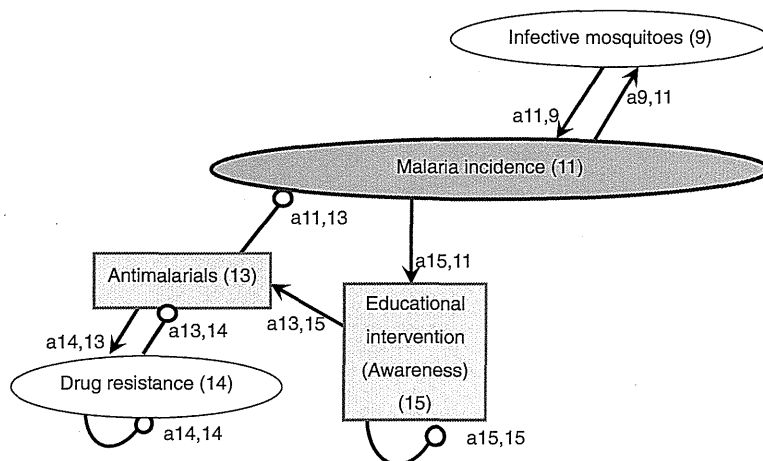 Infective mosquitoes (9)
a11,9
a9,11
Malaria incidence (11)
a11,13
a15,11
Antimalarials (13)
Educational
intervention
(Awareness)
(15)
a13,15
a13,14
a14,13
Drug resistance (14)
a14,14
a15,15